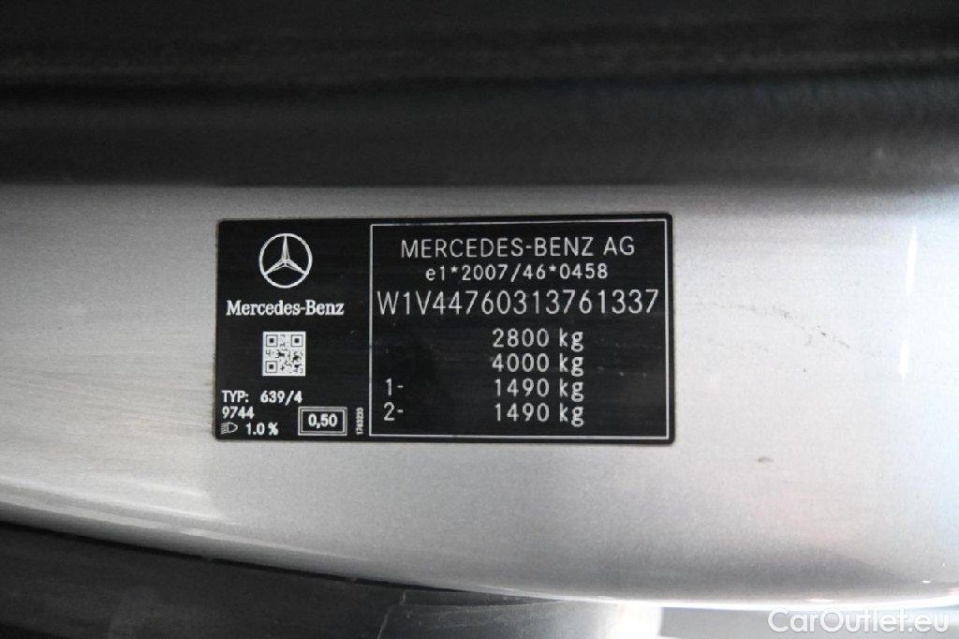 Mercedes-Benz
TYP: 639/4
9744
1.0 %
0,50
1743220
MERCEDES-BENZ AG
e1*2007/46*0458
W1V44760313761337
2800 kg
4000 kg
1- 1490 kg
2- 1490 kg
CarOutlet.eu